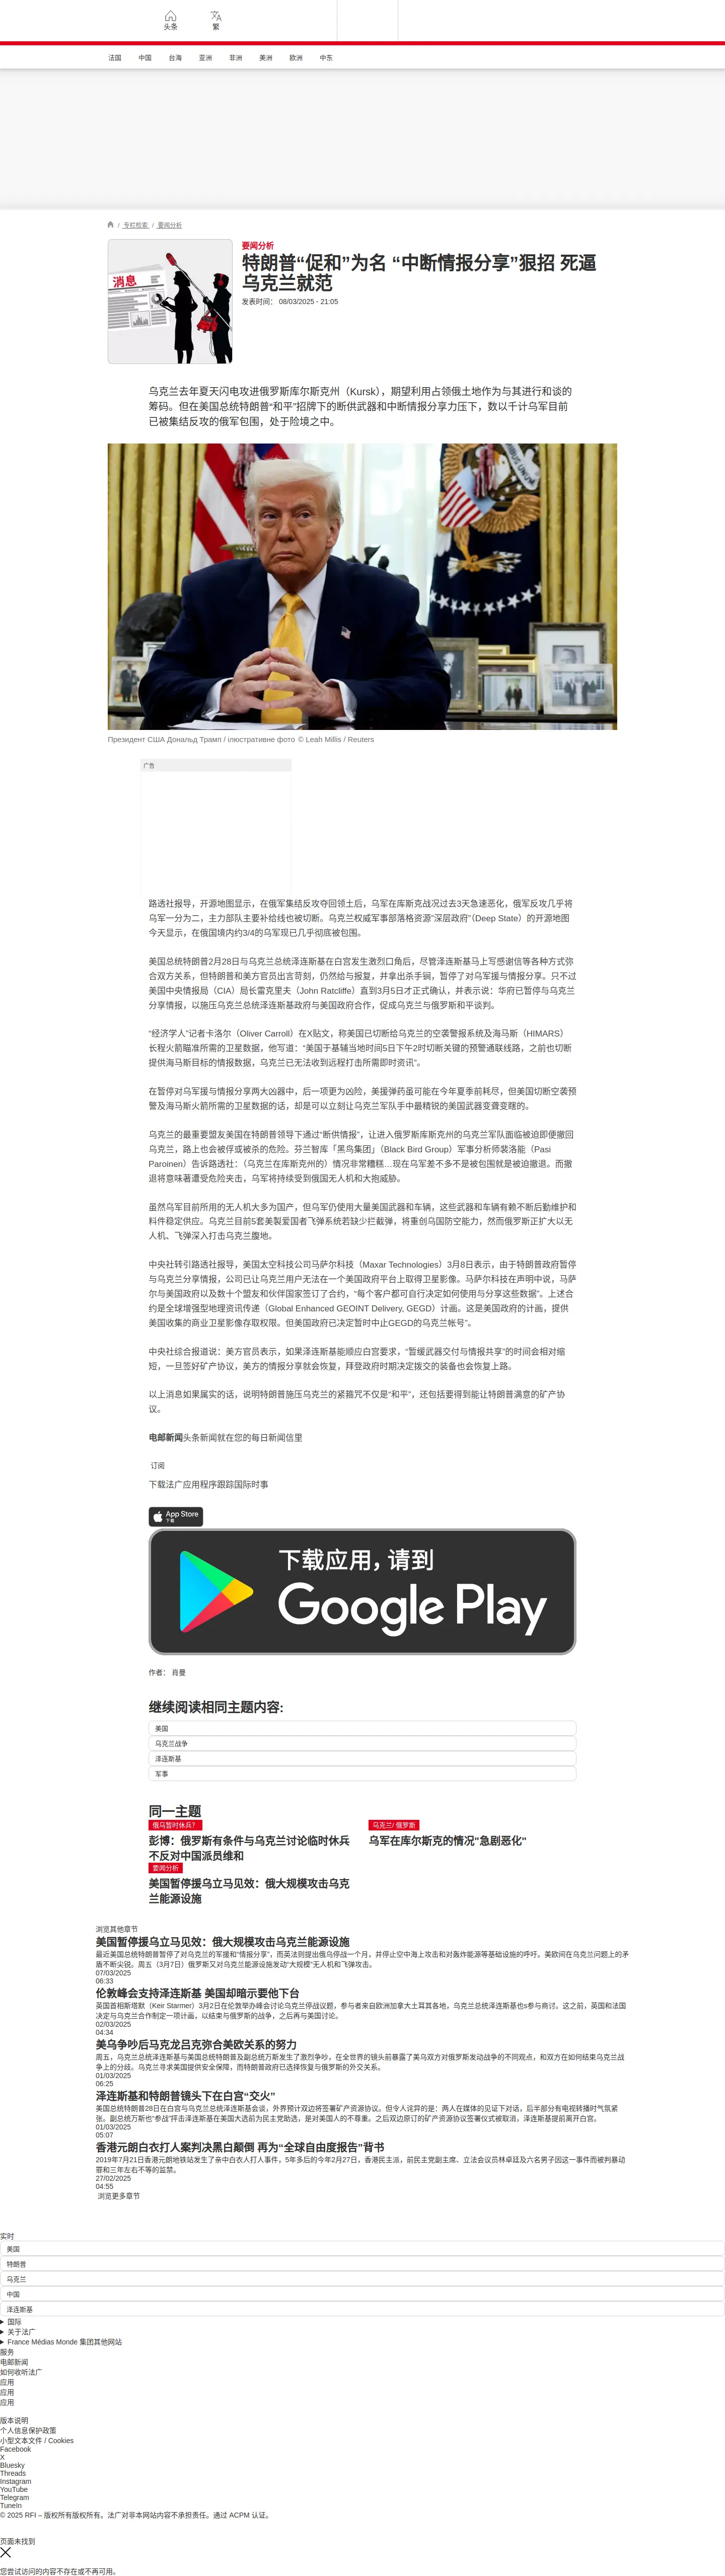 头条
繁
法国
中国
台海
亚洲
非洲
美洲
欧洲
中东
/ 专栏检索 / 要闻分析
消息
要闻分析
特朗普“促和”为名 “中断情报分享”狠招 死逼
乌克兰就范
发表时间： 08/03/2025 - 21:05
乌克兰去年夏天闪电攻进俄罗斯库尔斯克州（Kursk），期望利用占领俄土地作为与其进行和谈的
筹码。但在美国总统特朗普“和平”招牌下的断供武器和中断情报分享力压下，数以千计乌军目前
已被集结反攻的俄军包围，处于险境之中。
Президент США Дональд Трамп / ілюстративне фото © Leah Millis / Reuters
广告
路透社报导，开源地图显示，在俄军集结反攻夺回领土后，乌军在库斯克战况过去3天急速恶化，俄军反攻几乎将
乌军一分为二，主力部队主要补给线也被切断。乌克兰权威军事部落格资源“深层政府”（Deep State）的开源地图
今天显示，在俄国境内约3/4的乌军现已几乎彻底被包围。
美国总统特朗普2月28日与乌克兰总统泽连斯基在白宫发生激烈口角后，尽管泽连斯基马上写感谢信等各种方式弥
合双方关系，但特朗普和美方官员出言苛刻，仍然给与报复，并拿出杀手锏，暂停了对乌军援与情报分享。只不过
美国中央情报局（CIA）局长雷克里夫（John Ratcliffe）直到3月5日才正式确认，并表示说：华府已暂停与乌克兰
分享情报，以施压乌克兰总统泽连斯基政府与美国政府合作，促成乌克兰与俄罗斯和平谈判。
“经济学人”记者卡洛尔（Oliver Carroll）在X贴文，称美国已切断给乌克兰的空袭警报系统及海马斯（HIMARS）
长程火箭瞄准所需的卫星数据，他写道：“美国于基辅当地时间5日下午2时切断关键的预警通联线路，之前也切断
提供海马斯目标的情报数据，乌克兰已无法收到远程打击所需即时资讯”。
在暂停对乌军援与情报分享两大凶器中，后一项更为凶险，美援弹药虽可能在今年夏季前耗尽，但美国切断空袭预
警及海马斯火箭所需的卫星数据的话，却是可以立刻让乌克兰军队手中最精锐的美国武器变聋变瞎的。
乌克兰的最重要盟友美国在特朗普领导下通过“断供情报”，让进入俄罗斯库斯克州的乌克兰军队面临被迫即便撤回
乌克兰，路上也会被俘或被杀的危险。芬兰智库「黑鸟集团」（Black Bird Group）军事分析师裴洛能（Pasi
Paroinen）告诉路透社:（乌克兰在库斯克州的）情况非常糟糕…现在乌军差不多不是被包围就是被迫撤退。而撤
退将意味著遭受危险夹击，乌军将持续受到俄国无人机和大抱威胁。
虽然乌军目前所用的无人机大多为国产，但乌军仍使用大量美国武器和车辆，这些武器和车辆有赖不断后勤维护和
料件稳定供应。乌克兰目前5套美製爱国者飞弹系统若缺少拦截弹，将重创乌国防空能力，然而俄罗斯正扩大以无
人机、飞弹深入打击乌克兰腹地。
中央社转引路透社报导，美国太空科技公司马萨尔科技（Maxar Technologies）3月8日表示，由于特朗普政府暂停
与乌克兰分享情报，公司已让乌克兰用户无法在一个美国政府平台上取得卫星影像。马萨尔科技在声明中说，马萨
尔与美国政府以及数十个盟友和伙伴国家签订了合约，“每个客户都可自行决定如何使用与分享这些数据”。上述合
约是全球增强型地理资讯传递（Global Enhanced GEOINT Delivery, GEGD）计画。这是美国政府的计画，提供
美国收集的商业卫星影像存取权限。但美国政府已决定暂时中止GEGD的乌克兰帐号”。
中央社综合报道说：美方官员表示，如果泽连斯基能顺应白宫要求，“暂缓武器交付与情报共享”的时间会相对缩
短，一旦签好矿产协议，美方的情报分享就会恢复，拜登政府时期决定拨交的装备也会恢复上路。
以上消息如果属实的话，说明特朗普施压乌克兰的紧箍咒不仅是“和平”，还包括要得到能让特朗普满意的矿产协
议。
电邮新闻头条新闻就在您的每日新闻信里
订阅
下载法广应用程序跟踪国际时事
App Store
下载
下载应用，请到
Google Play
作者： 肖曼
继续阅读相同主题内容:
美国
乌克兰战争
泽连斯基
军事
同一主题
俄乌暂时休兵？
彭博：俄罗斯有条件与乌克兰讨论临时休兵
不反对中国派员维和
乌克兰/ 俄罗斯
乌军在库尔斯克的情况"急剧恶化"
要闻分析
美国暂停援乌立马见效：俄大规模攻击乌克
兰能源设施
浏览其他章节
美国暂停援乌立马见效：俄大规模攻击乌克兰能源设施
最近美国总统特朗普暂停了对乌克兰的军援和“情报分享”，而英法则提出俄乌停战一个月，并停止空中海上攻击和对轰炸能源等基础设施的呼吁。美欧间在乌克兰问题上的矛
盾不断尖锐。周五（3月7日）俄罗斯又对乌克兰能源设施发动“大规模”无人机和飞弹攻击。
07/03/2025
06:33
伦敦峰会支持泽连斯基 美国却暗示要他下台
英国首相斯塔默（Keir Starmer）3月2日在伦敦举办峰会讨论乌克兰停战议题，参与者来自欧洲加拿大土耳其各地，乌克兰总统泽连斯基也s参与商讨。这之前，英国和法国
决定与乌克兰合作制定一项计画，以结束与俄罗斯的战争，之后再与美国讨论。
02/03/2025
04:34
美乌争吵后马克龙吕克弥合美欧关系的努力
周五，乌克兰总统泽连斯基与美国总统特朗普及副总统万斯发生了激烈争吵，在全世界的镜头前暴露了美乌双方对俄罗斯发动战争的不同观点，和双方在如何结束乌克兰战
争上的分歧。乌克兰寻求美国提供安全保障，而特朗普政府已选择恢复与俄罗斯的外交关系。
01/03/2025
06:25
泽连斯基和特朗普镜头下在白宫“交火”
美国总统特朗普28日在白宫与乌克兰总统泽连斯基会谈，外界预计双边将签署矿产资源协议。但令人诧异的是：两人在媒体的见证下对话，后半部分有电视转播时气氛紧
张。副总统万斯也“参战”抨击泽连斯基在美国大选前为民主党助选，是对美国人的不尊重。之后双边原订的矿产资源协议签署仪式被取消，泽连斯基提前离开白宫。
01/03/2025
05:07
香港元朗白衣打人案判决黑白颠倒 再为“全球自由度报告”背书
2019年7月21日香港元朗地铁站发生了亲中白衣人打人事件，5年多后的今年2月27日，香港民主派，前民主党副主席、立法会议员林卓廷及六名男子因这一事件而被判暴动
罪和三年左右不等的监禁。
27/02/2025
04:55
浏览更多章节
实时
美国
特朗普
乌克兰
中国
泽连斯基
国际
关于法广
France Médias Monde 集团其他网站
服务
电邮新闻
如何收听法广
应用
应用
应用
版本说明
个人信息保护政策
小型文本文件 / Cookies
Facebook
X
Bluesky
Threads
Instagram
YouTube
Telegram
TuneIn
© 2025 RFI – 版权所有版权所有。法广对非本网站内容不承担责任。通过 ACPM 认证。
页面未找到
您尝试访问的内容不存在或不再可用。